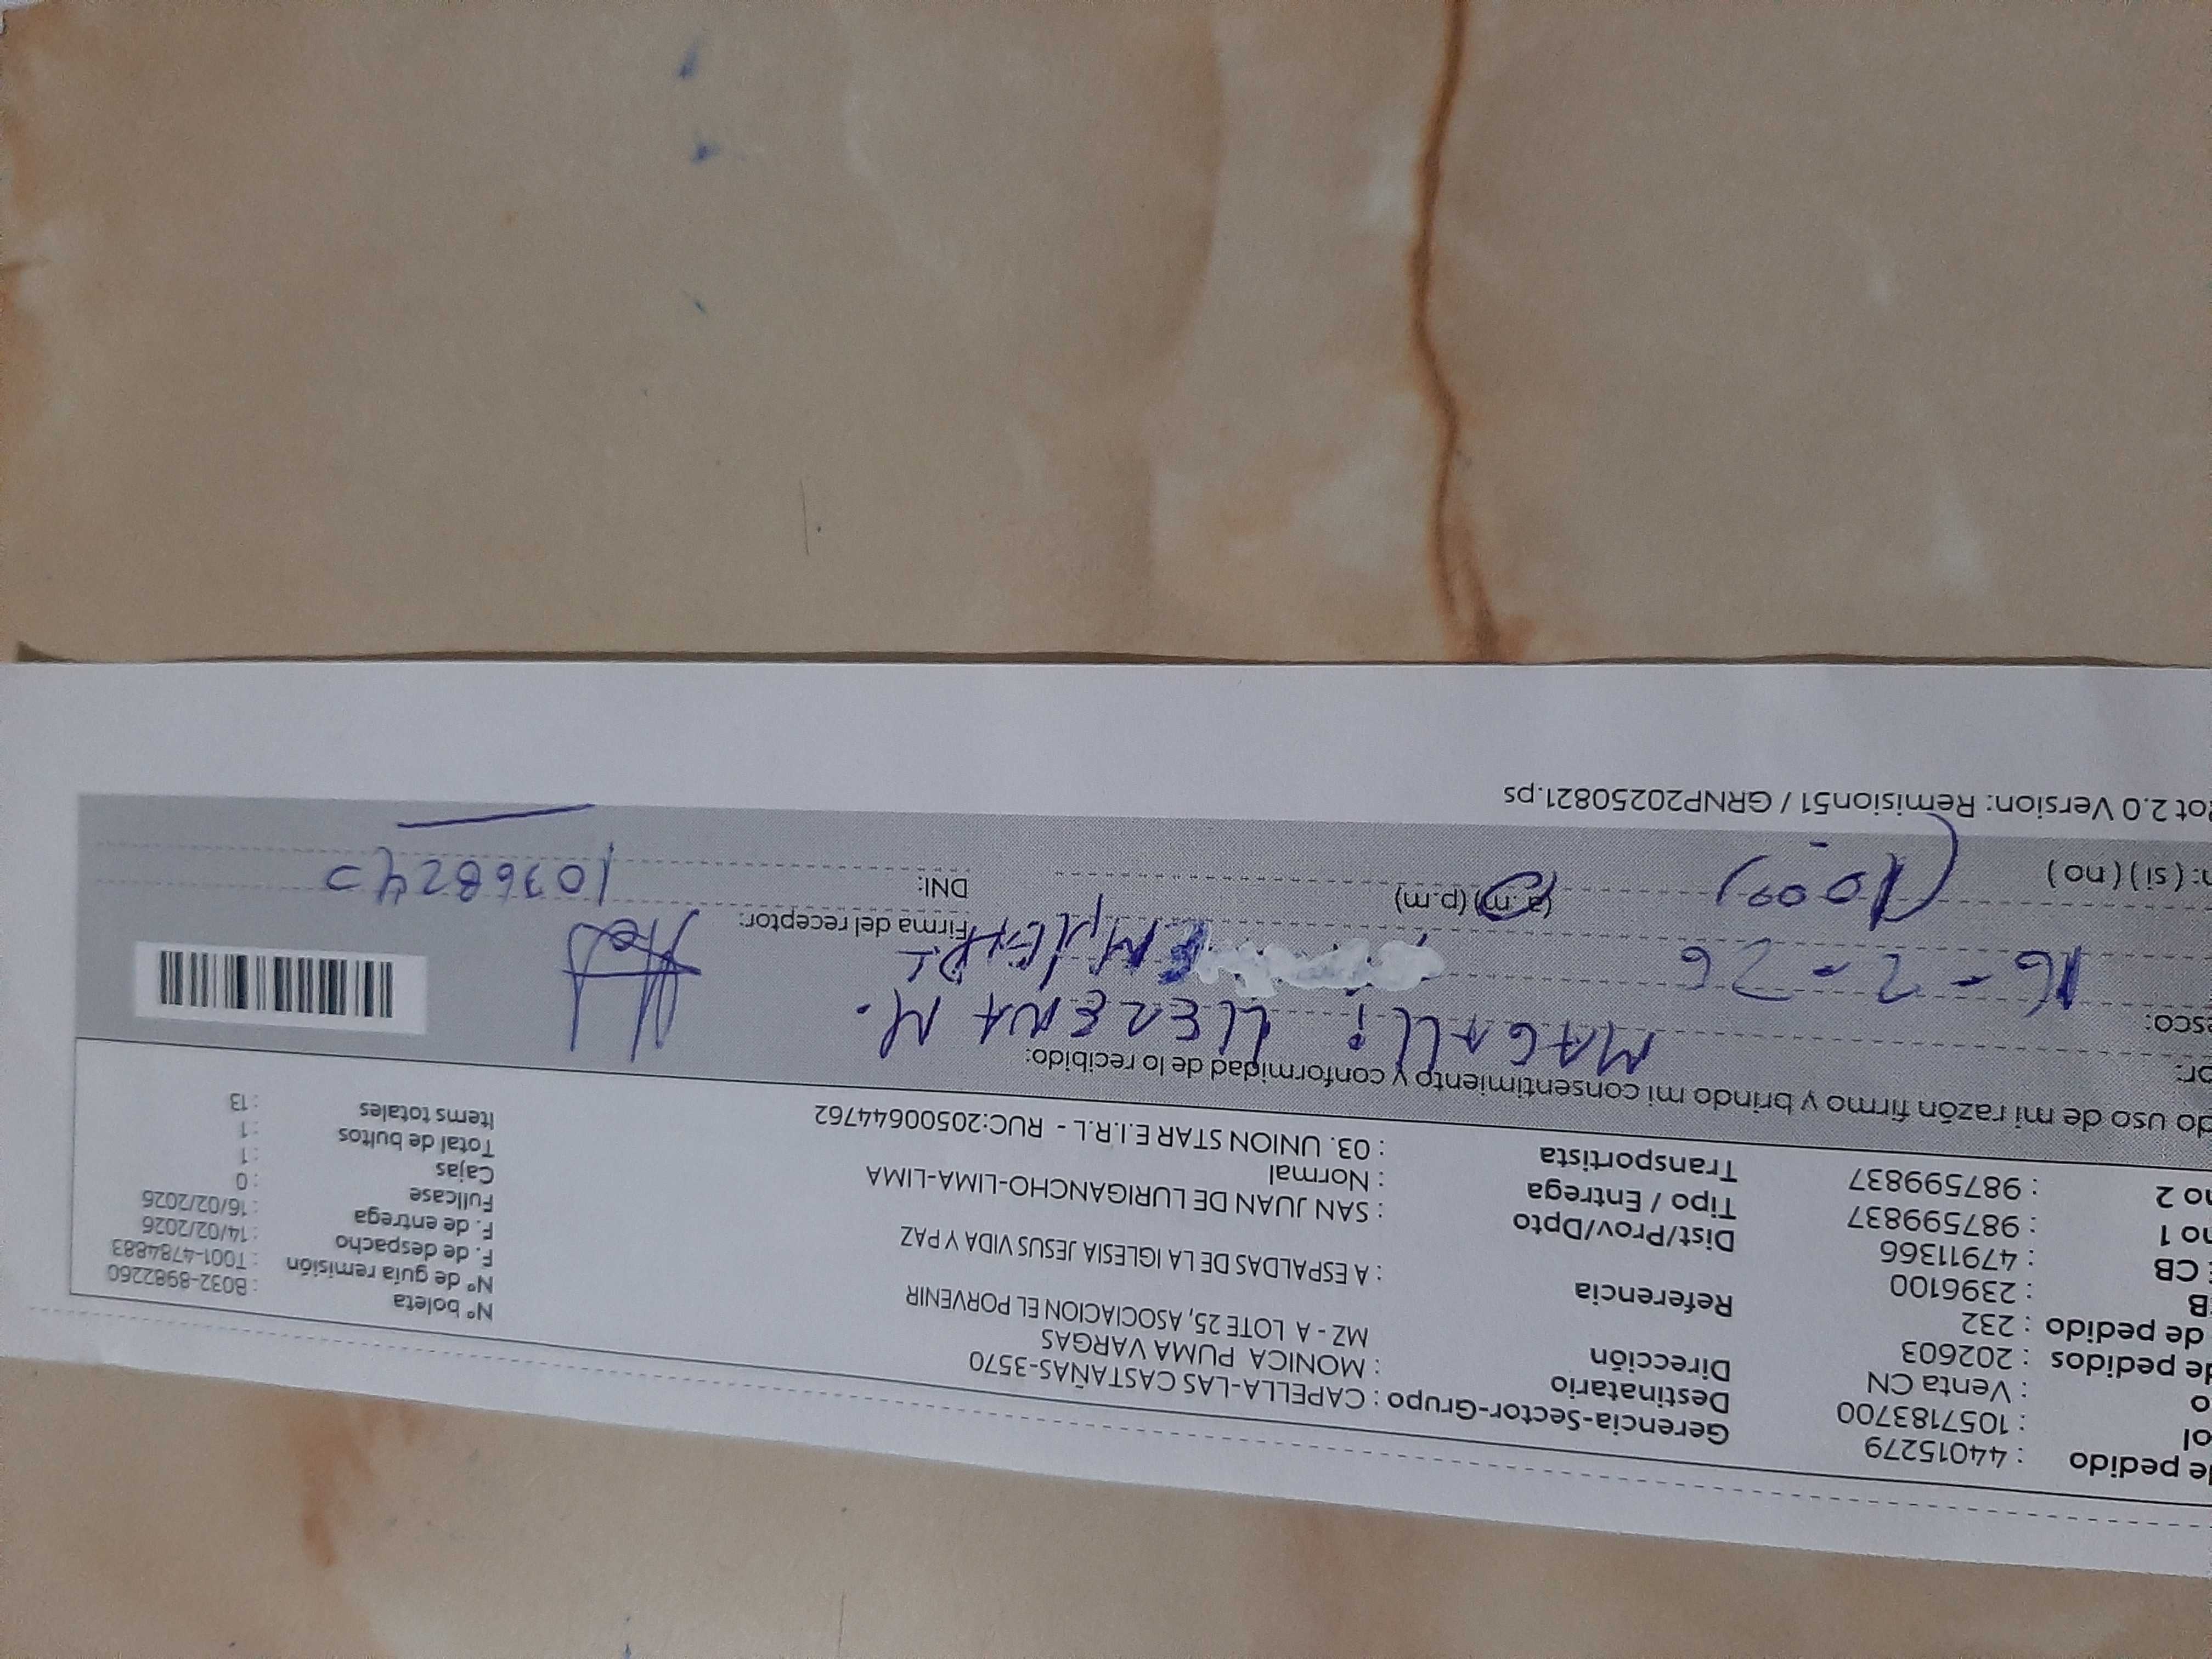 de pedido : 44015279
ol : 1057183700
o : Venta CN
de pedidos : 202603
de pedido : 232
B : 2396100
CB : 47911366
no 1 : 987599837
no 2 : 987599837
Gerencia-Sector-Grupo : CAPELLA-LAS CASTAÑAS-3570
Destinatario : MONICA PUMA VARGAS
Dirección MZ - A LOTE 25, ASOCIACION EL PORVENIR
Referencia : A ESPALDAS DE LA IGLESIA JESUS VIDA Y PAZ
Dist/Prov/Dpto : SAN JUAN DE LURIGANCHO-LIMA-LIMA
Tipo / Entrega : Normal
Transportista : 03. UNION STAR E.I.R.L - RUC:20500644762
Nº boleta : B032-8982260
Nº de guía remisión : T001-4784883
F. de despacho : 14/02/2026
F. de entrega : 16/02/2026
Fullcase : 0
Cajas : 1
Total de bultos : 1
Items totales : 13
do uso de mi razón firmo y brindo mi consentimiento y conformidad de lo recibido:
or: MAGALLI LLERENA M.
esco:
16 - 2 - 26
Firma del receptor:
n: ( si ) ( no )
(a.m) (p.m)
DNI:
Rot 2.0 Version: Remision51 / GRNP20250821.ps